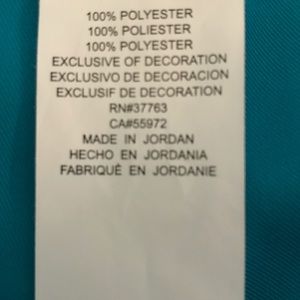 100% POLYESTER
100% POLIESTER
100% POLYESTER
EXCLUSIVE OF DECORATION
EXCLUSIVO DE DECORACION
EXCLUSIF DE DECORATION
RN#37763
CA#55972
MADE IN JORDAN
HECHO EN JORDANIA
FABRIQUÈ EN JORDANIE